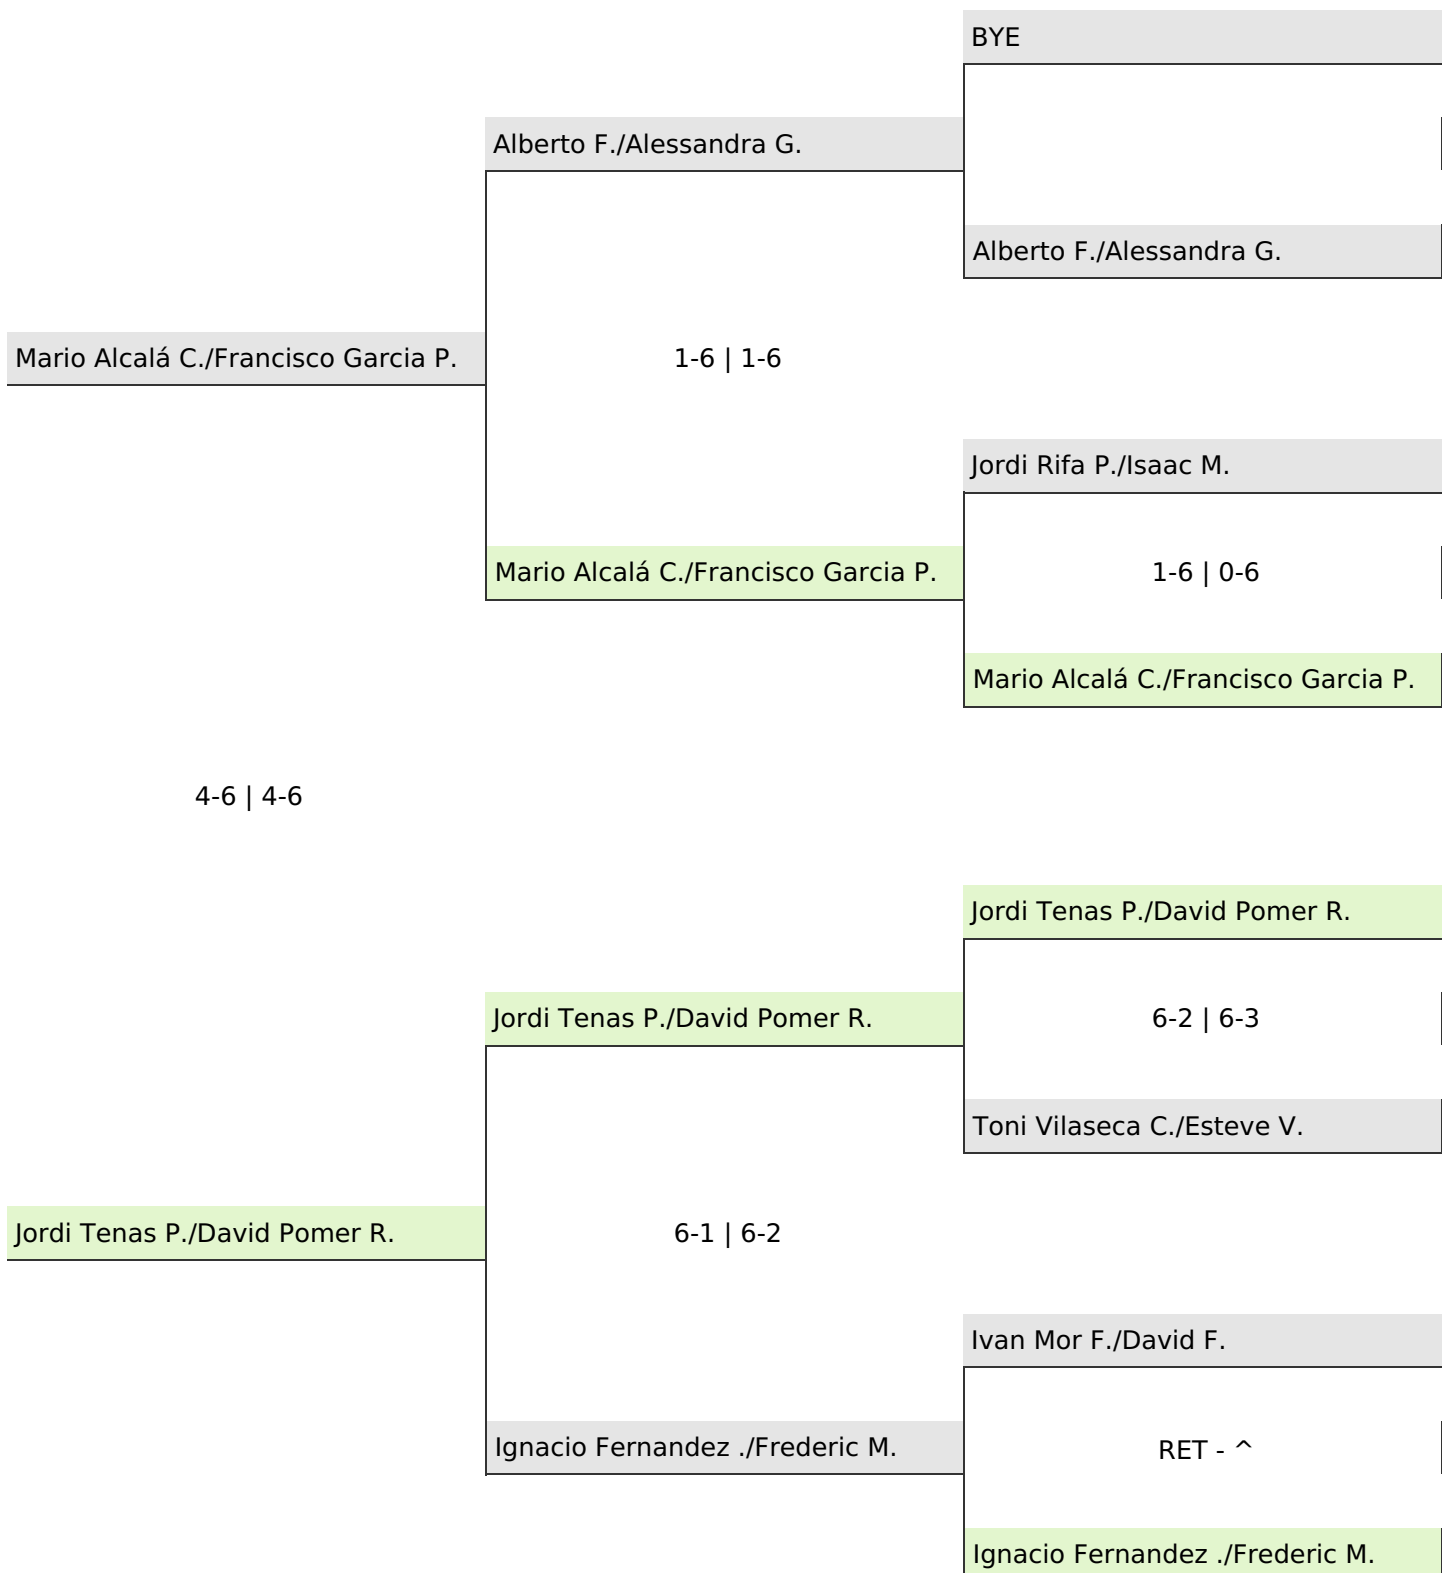 BYE
Alberto F./Alessandra G.
Alberto F./Alessandra G.
Mario Alcalá C./Francisco Garcia P.
1-6 | 1-6
Jordi Rifa P./Isaac M.
Mario Alcalá C./Francisco Garcia P.
1-6 | 0-6
Mario Alcalá C./Francisco Garcia P.
4-6 | 4-6
Jordi Tenas P./David Pomer R.
Jordi Tenas P./David Pomer R.
6-2 | 6-3
Toni Vilaseca C./Esteve V.
Jordi Tenas P./David Pomer R.
6-1 | 6-2
Ivan Mor F./David F.
Ignacio Fernandez ./Frederic M.
RET - ^
Ignacio Fernandez ./Frederic M.